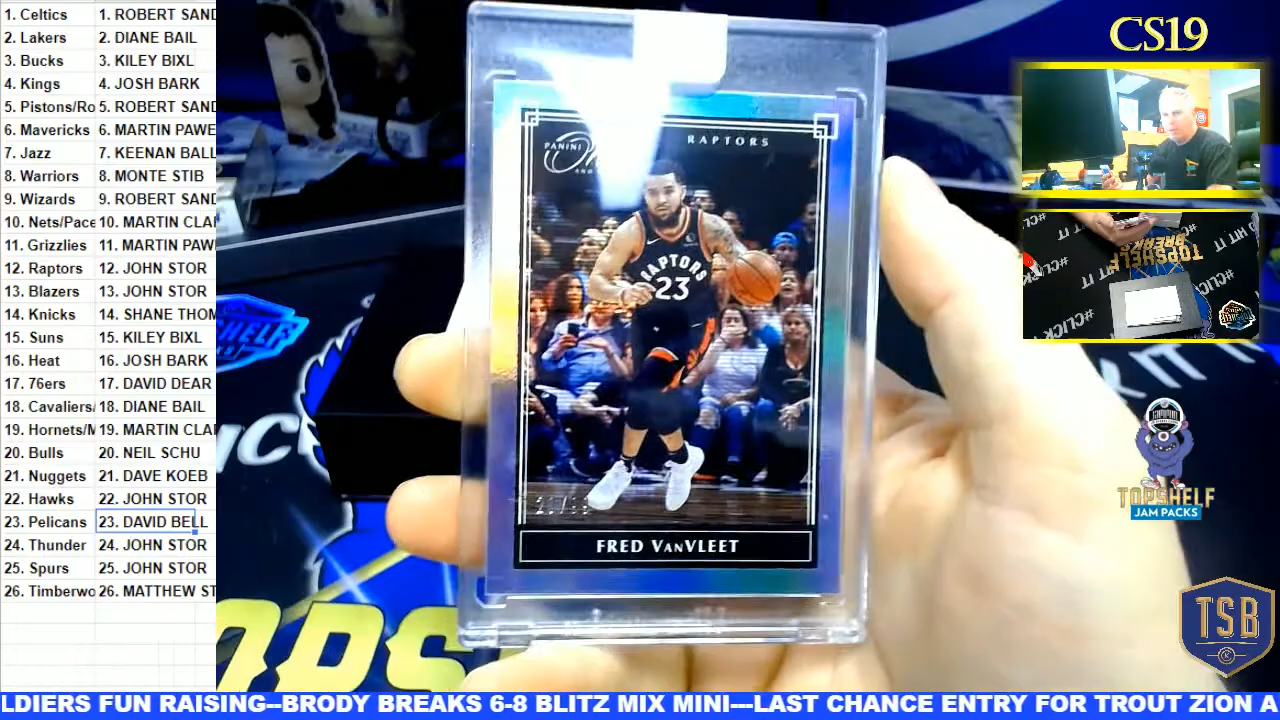 1. Celtics 1. ROBERT SAND
2. Lakers 2. DIANE BAIL
3. Bucks 3. KILEY BIXL
4. Kings 4. JOSH BARK
5. Pistons/Ro 5. ROBERT SAND
6. Mavericks 6. MARTIN PAWE
7. Jazz 7. KEENAN BALL
8. Warriors 8. MONTE STIB
9. Wizards 9. ROBERT SAND
10. Nets/Pace 10. MARTIN CLA
11. Grizzlies 11. MARTIN PAW
12. Raptors 12. JOHN STOR
13. Blazers 13. JOHN STOR
14. Knicks 14. SHANE THOM
15. Suns 15. KILEY BIXL
16. Heat 16. JOSH BARK
17. 76ers 17. DAVID DEAR
18. Cavaliers/ 18. DIANE BAIL
19. Hornets/M 19. MARTIN CLA
20. Bulls 20. NEIL SCHU
21. Nuggets 21. DAVE KOEB
22. Hawks 22. JOHN STOR
23. Pelicans 23. DAVID BELL
24. Thunder 24. JOHN STOR
25. Spurs 25. JOHN STOR
26. Timberwo 26. MATTHEW ST
PANINI
RAPTORS
RAPTORS
23
FRED VANVLEET
CS19
TOPSHELF
BREAKS
#CLICK
TOPSHELF
JAM PACKS
TSB
K
TOPS
LDIERS FUN RAISING--BRODY BREAKS 6-8 BLITZ MIX MINI---LAST CHANCE ENTRY FOR TROUT ZION A